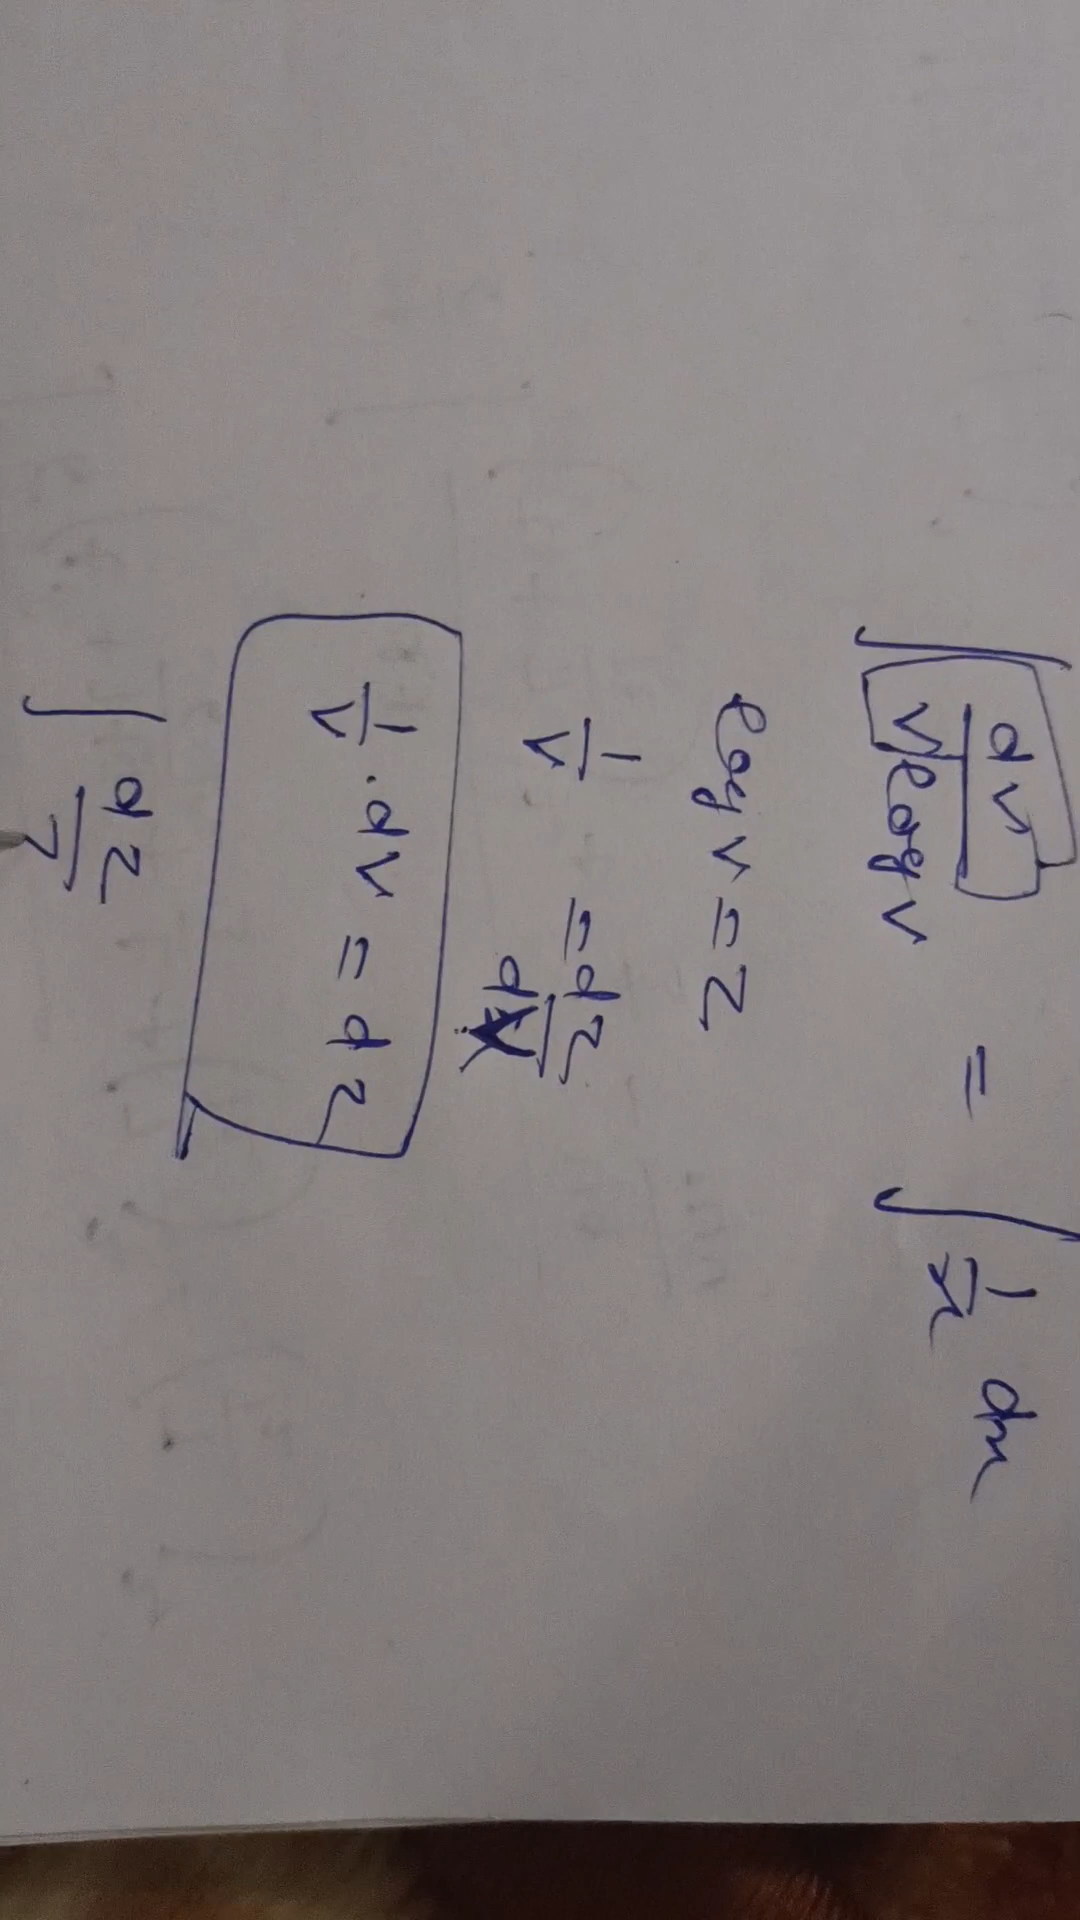 ∫ dv/(v log v) = ∫ 1/x dx
log v = z
1/v = dz/dv
1/v . dv = dz
∫ dz/z